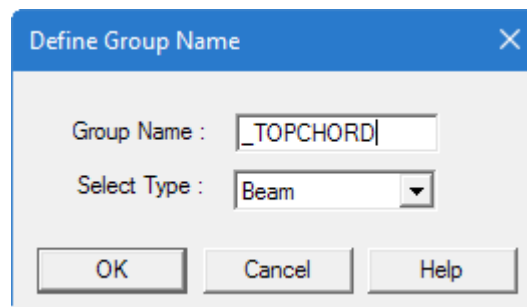 Define Group Name
Group Name : _TOPCHORD
Select Type : Beam
OK Cancel Help